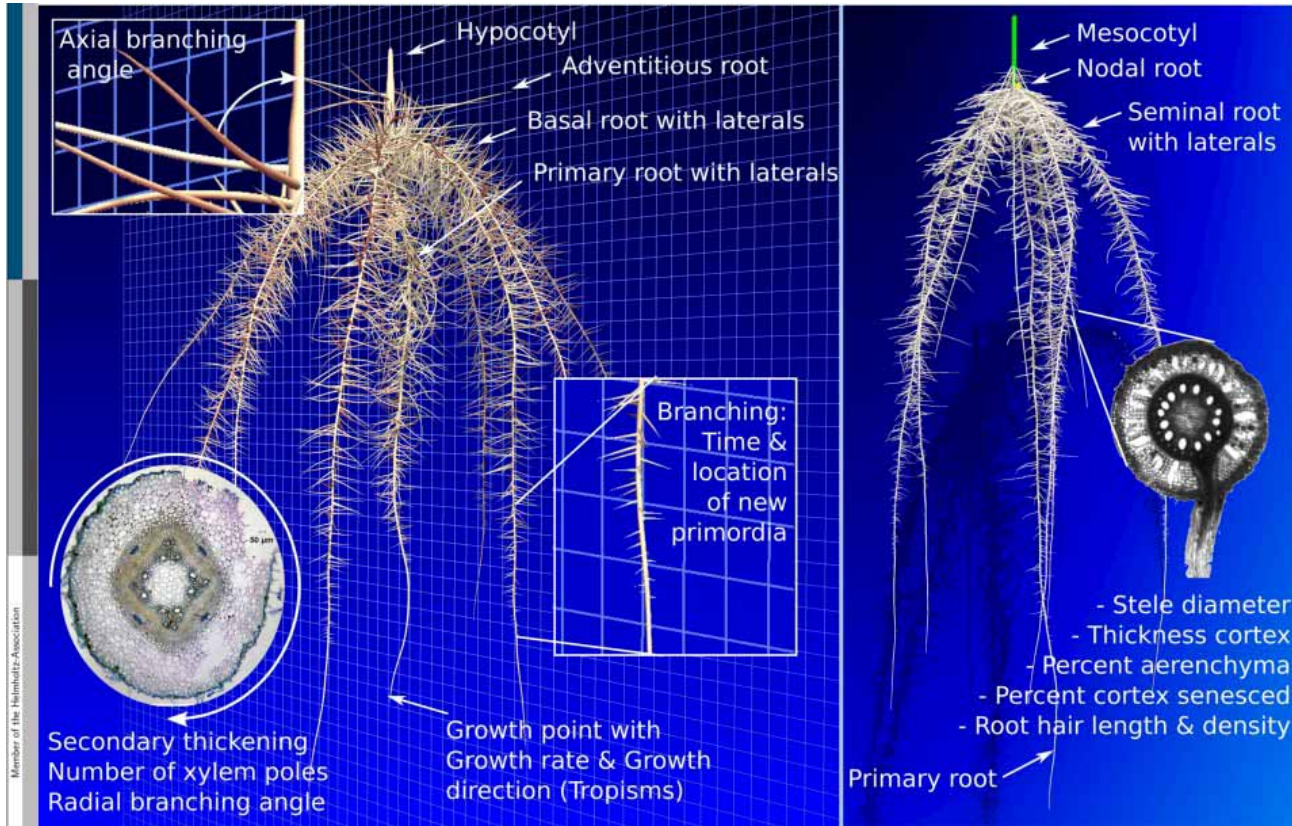 Axial branching
angle
Hypocotyl
Adventitious root
Basal root with laterals
Primary root with laterals
Branching:
Time &
location
of new
primordia
50 µm
Secondary thickening
Number of xylem poles
Radial branching angle
Growth point with
Growth rate & Growth
direction (Tropisms)
Mesocotyl
Nodal root
Seminal root
with laterals
- Stele diameter
- Thickness cortex
- Percent aerenchyma
- Percent cortex senesced
- Root hair length & density
Primary root
Member of the Helmholtz-Association